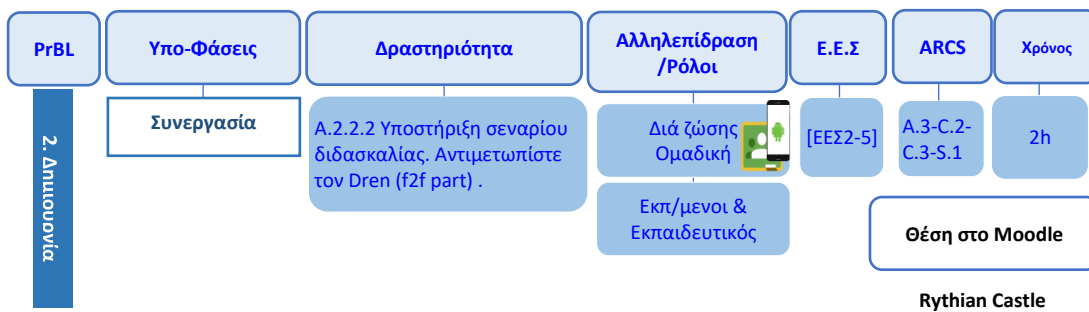 PrBL
Υπο-Φάσεις
Δραστηριότητα
Αλληλεπίδραση
/Ρόλοι
Ε.Ε.Σ
ARCS
Χρόνος
2. Δημιουργία
Συνεργασία
Α.2.2.2 Υποστήριξη σεναρίου
διδασκαλίας. Αντιμετωπίστε
τον Dren (f2f part) .
Διά ζώσης
Ομαδική
[ΕΕΣ2-5]
A.3-C.2-
C.3-S.1
2h
Εκπ/μενοι &
Εκπαιδευτικός
Θέση στο Moodle
Rythian Castle